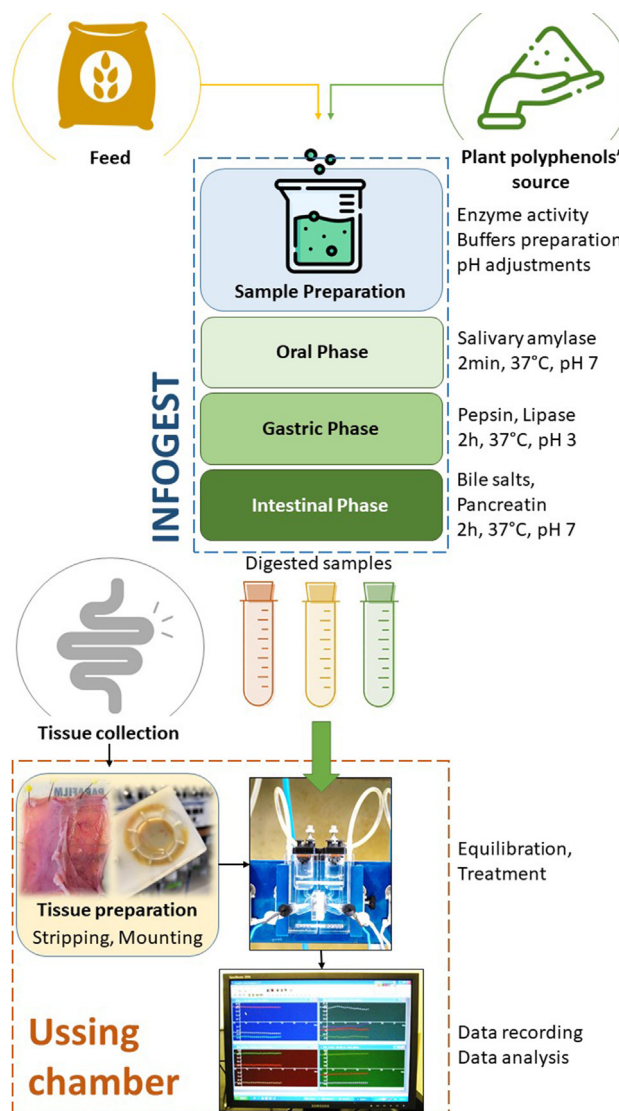 Feed
Plant polyphenols'
source
Enzyme activity
Buffers preparation
pH adjustments
Sample Preparation
INFOGEST
Oral Phase
Salivary amylase
2min, 37°C, pH 7
Gastric Phase
Pepsin, Lipase
2h, 37°C, pH 3
Intestinal Phase
Bile salts,
Pancreatin
2h, 37°C, pH 7
Digested samples
Tissue collection
PARAFILM
Tissue preparation
Stripping, Mounting
Equilibration,
Treatment
Ussing
chamber
Data recording
Data analysis
SAMSUNG